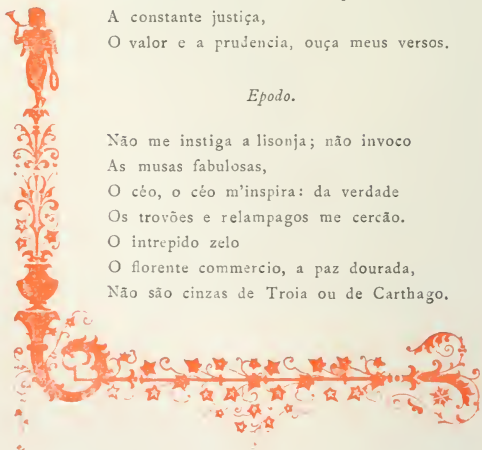 A constante justiça,
O valor e a prudencia, ouça meus versos.
Epodo.
Não me instiga a lisonja; não invoco
As musas fabulosas,
O céo, o céo m'inspira: da verdade
Os trovões e relampagos me cercão.
O intrepido zelo
O florente commercio, a paz dourada,
Não são cinzas de Troia ou de Carthago.